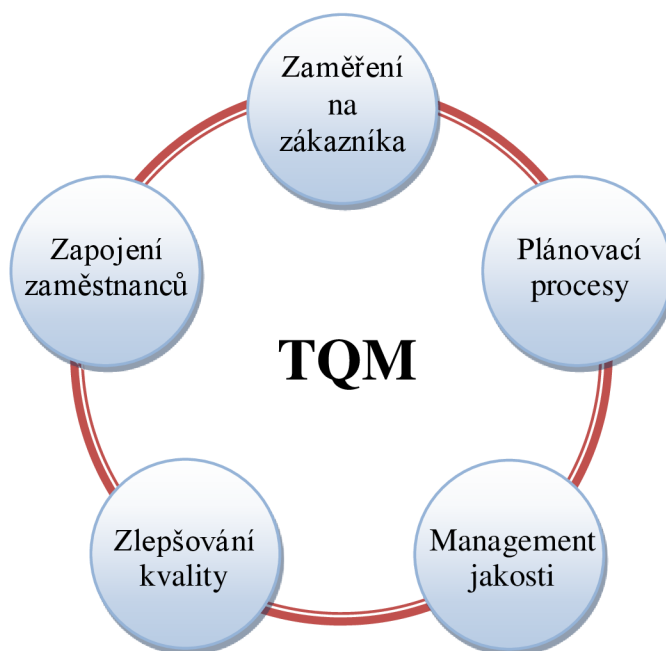 Zaměření
na
zákazníka
Plánovací
procesy
Management
jakosti
Zlepšování
kvality
Zapojení
zaměstnanců
TQM